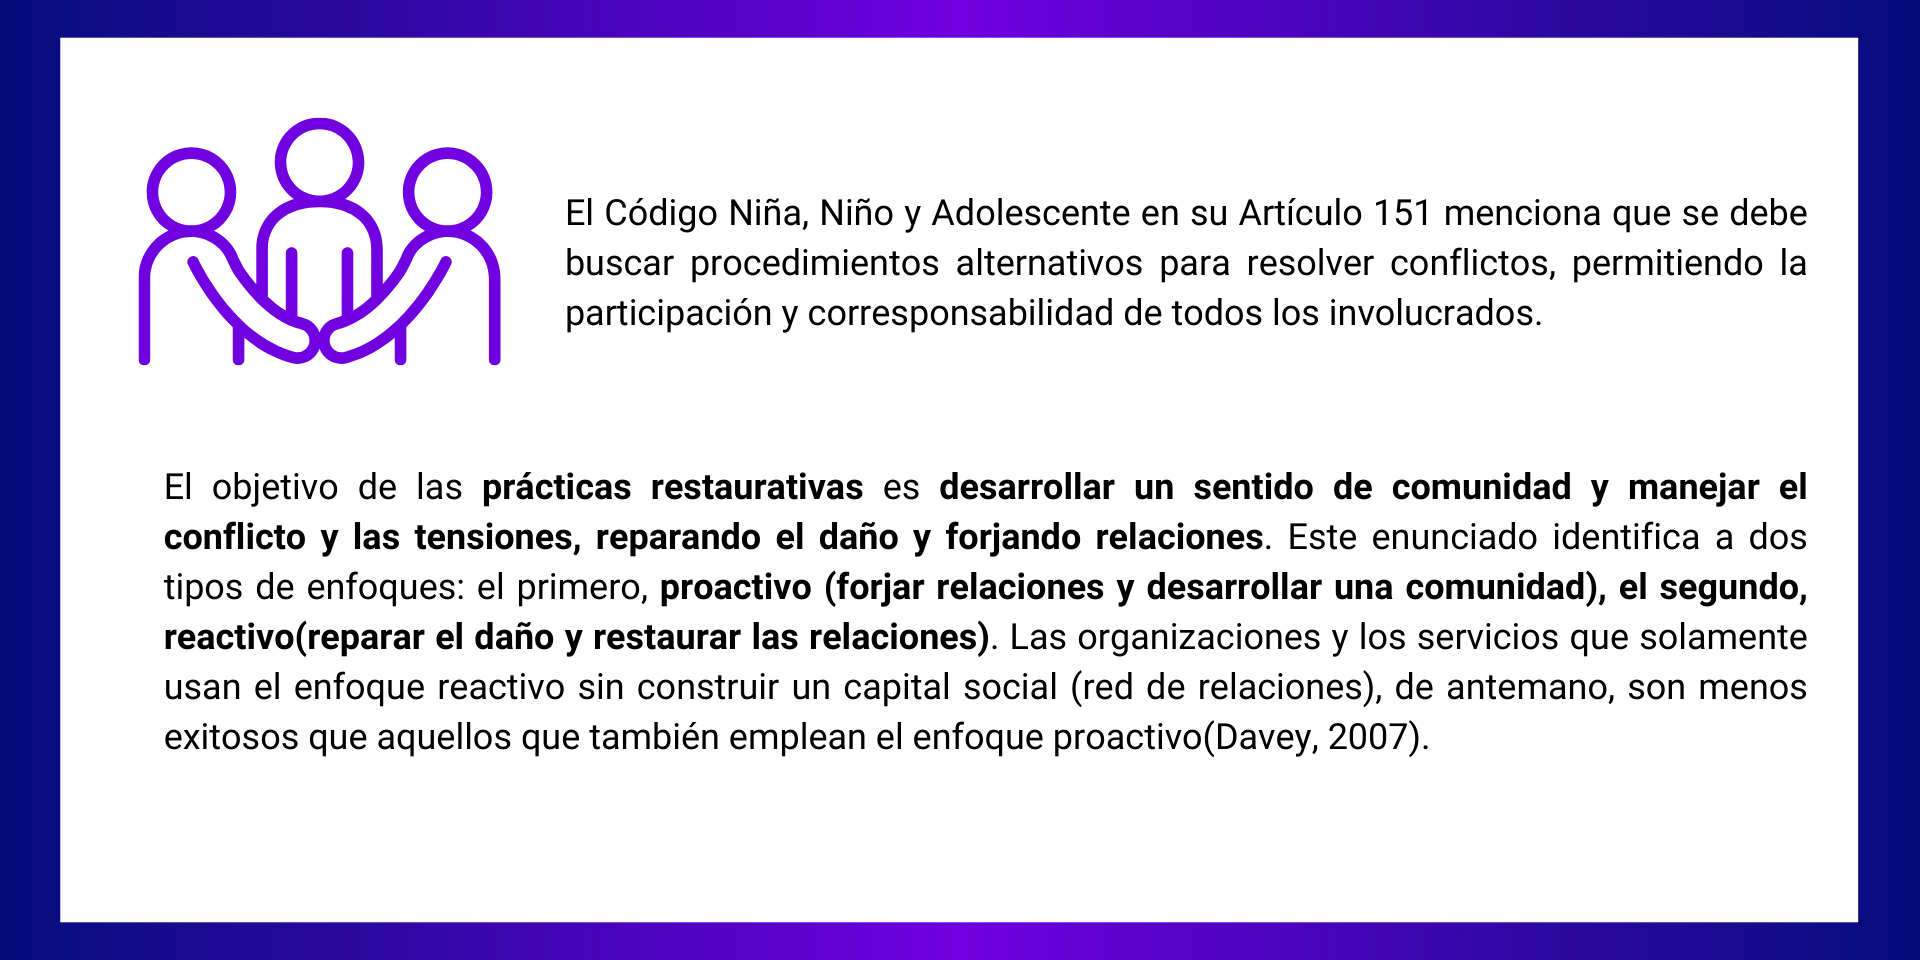 El Código Niña, Niño y Adolescente en su Artículo 151 menciona que se debe
buscar procedimientos alternativos para resolver conflictos, permitiendo la
participación y corresponsabilidad de todos los involucrados.
El objetivo de las prácticas restaurativas es desarrollar un sentido de comunidad y manejar el
conflicto y las tensiones, reparando el daño y forjando relaciones. Este enunciado identifica a dos
tipos de enfoques: el primero, proactivo (forjar relaciones y desarrollar una comunidad), el segundo,
reactivo(reparar el daño y restaurar las relaciones). Las organizaciones y los servicios que solamente
usan el enfoque reactivo sin construir un capital social (red de relaciones), de antemano, son menos
exitosos que aquellos que también emplean el enfoque proactivo(Davey, 2007).